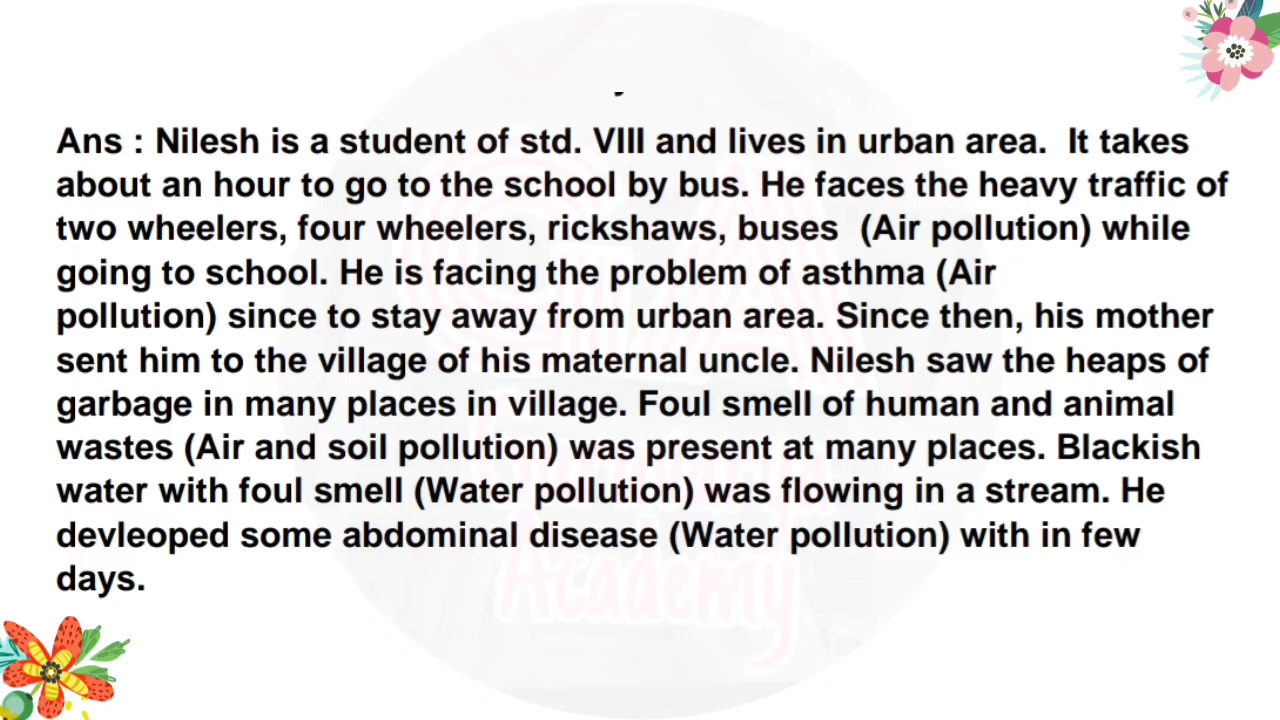 Ans : Nilesh is a student of std. VIII and lives in urban area. It takes
about an hour to go to the school by bus. He faces the heavy traffic of
two wheelers, four wheelers, rickshaws, buses (Air pollution) while
going to school. He is facing the problem of asthma (Air
pollution) since to stay away from urban area. Since then, his mother
sent him to the village of his maternal uncle. Nilesh saw the heaps of
garbage in many places in village. Foul smell of human and animal
wastes (Air and soil pollution) was present at many places. Blackish
water with foul smell (Water pollution) was flowing in a stream. He
devleoped some abdominal disease (Water pollution) with in few
days.